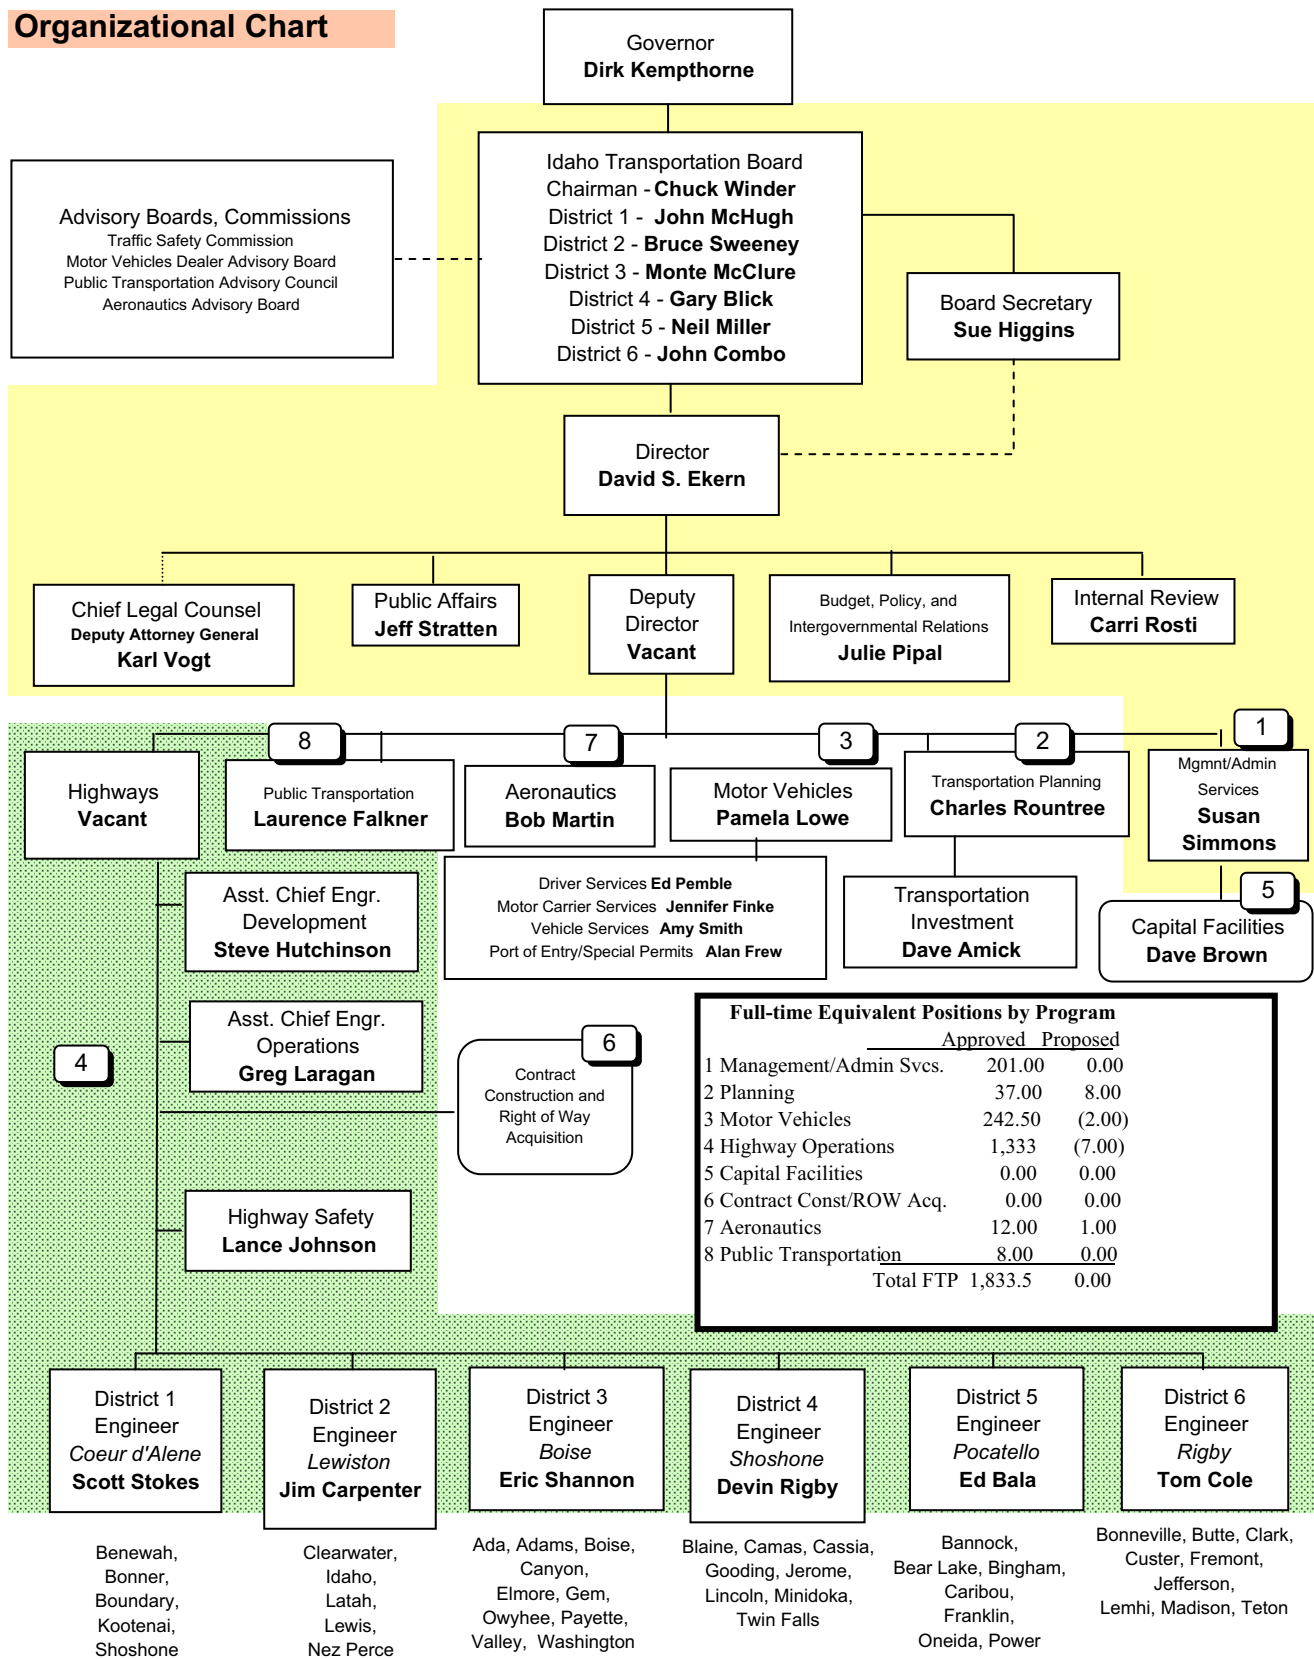 Organizational Chart
Governor
Dirk Kempthorne
Idaho Transportation Board
Chairman - Chuck Winder
District 1 - John McHugh
District 2 - Bruce Sweeney
District 3 - Monte McClure
District 4 - Gary Blick
District 5 - Neil Miller
District 6 - John Combo
Advisory Boards, Commissions
Traffic Safety Commission
Motor Vehicles Dealer Advisory Board
Public Transportation Advisory Council
Aeronautics Advisory Board
Board Secretary
Sue Higgins
Director
David S. Ekern
Chief Legal Counsel
Deputy Attorney General
Karl Vogt
Public Affairs
Jeff Stratten
Deputy
Director
Vacant
Budget, Policy, and
Intergovernmental Relations
Julie Pipal
Internal Review
Carri Rosti
Highways
Vacant
8
Public Transportation
Laurence Falkner
7
Aeronautics
Bob Martin
3
Motor Vehicles
Pamela Lowe
2
Transportation Planning
Charles Rountree
1
Mgmnt/Admin
Services
Susan
Simmons
Asst. Chief Engr.
Development
Steve Hutchinson
Driver Services Ed Pemble
Motor Carrier Services Jennifer Finke
Vehicle Services Amy Smith
Port of Entry/Special Permits Alan Frew
Transportation
Investment
Dave Amick
5
Capital Facilities
Dave Brown
4
Asst. Chief Engr.
Operations
Greg Laragan
6
Contract
Construction and
Right of Way
Acquisition
Highway Safety
Lance Johnson
Full-time Equivalent Positions by Program
Approved Proposed
1 Management/Admin Svcs. 201.00 0.00
2 Planning 37.00 8.00
3 Motor Vehicles 242.50 (2.00)
4 Highway Operations 1,333 (7.00)
5 Capital Facilities 0.00 0.00
6 Contract Const/ROW Acq. 0.00 0.00
7 Aeronautics 12.00 1.00
8 Public Transportation 8.00 0.00
Total FTP 1,833.5 0.00
District 1
Engineer
Coeur d'Alene
Scott Stokes
District 2
Engineer
Lewiston
Jim Carpenter
District 3
Engineer
Boise
Eric Shannon
District 4
Engineer
Shoshone
Devin Rigby
District 5
Engineer
Pocatello
Ed Bala
District 6
Engineer
Rigby
Tom Cole
Benewah,
Bonner,
Boundary,
Kootenai,
Shoshone
Clearwater,
Idaho,
Latah,
Lewis,
Nez Perce
Ada, Adams, Boise,
Canyon,
Elmore, Gem,
Owyhee, Payette,
Valley, Washington
Blaine, Camas, Cassia,
Gooding, Jerome,
Lincoln, Minidoka,
Twin Falls
Bannock,
Bear Lake, Bingham,
Caribou,
Franklin,
Oneida, Power
Bonneville, Butte, Clark,
Custer, Fremont,
Jefferson,
Lemhi, Madison, Teton